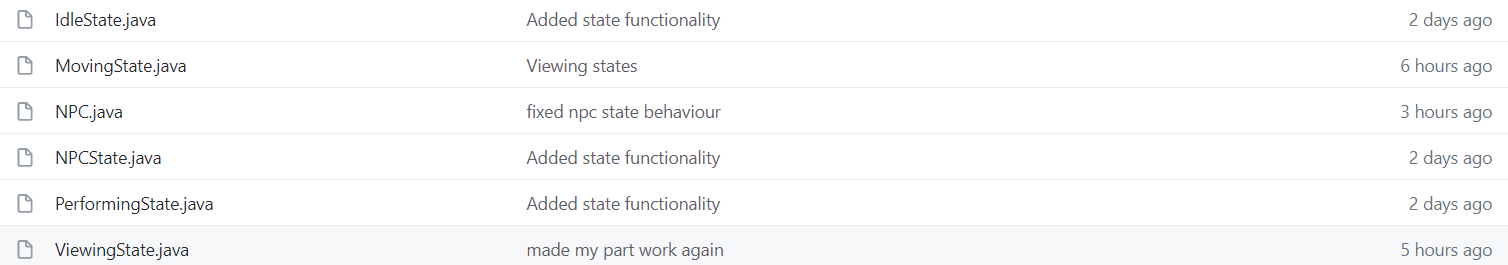 IdleState.java Added state functionality 2 days ago
MovingState.java Viewing states 6 hours ago
NPC.java fixed npc state behaviour 3 hours ago
NPCState.java Added state functionality 2 days ago
PerformingState.java Added state functionality 2 days ago
ViewingState.java made my part work again 5 hours ago